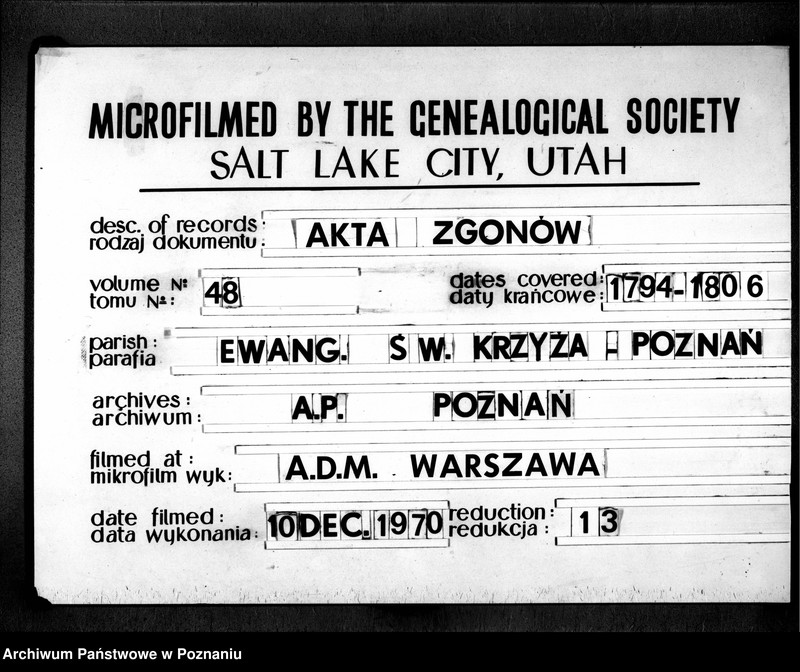 MICROFILMED BY THE GENEALOGICAL SOCIETY
SALT LAKE CITY, UTAH
desc. of records: AKTA ZGONÓW
rodzaj dokumentu:
volume Nº 48 dates covered: 1794-1806
tomu Nº: daty krańcowe:
parish: EWANG. ŚW. KRZYŻA - POZNAŃ
parafia
archives: A.P. POZNAŃ
archiwum:
filmed at: A.D.M. WARSZAWA
mikrofilm wyk:
date filmed: 10 DEC. 1970 reduction: 13
data wykonania: redukcja:
Archiwum Państwowe w Poznaniu